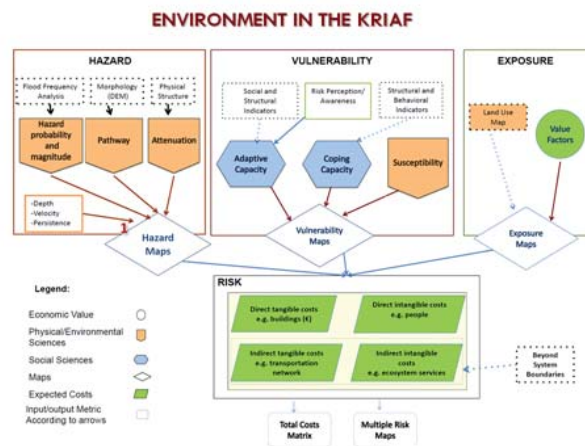 ENVIRONMENT IN THE KRIAF
HAZARD
Flood Frequency
Analysis
Morphology
(DEM)
Physical
Structure
Hazard
probability
and
magnitude
Pathway
Attenuation
-Depth
-Velocity
-Persistence
1
Hazard
Maps
VULNERABILITY
Social and
Structural
Indicators
Risk Perception/
Awareness
Structural and
Behavioral
Indicators
Adaptive
Capacity
Coping
Capacity
Susceptibility
Vulnerability
Maps
EXPOSURE
Land Use
Map
Value
Factors
Exposure
Maps
RISK
Direct tangible costs
e.g. buildings (€)
Direct intangible costs
e.g. people
Indirect tangible costs
e.g. transportation
network
Indirect intangible
costs
e.g. ecosystem services
Beyond
System
Boundaries
Total Costs
Matrix
Multiple Risk
Maps
Legend:
Economic Value
Physical/Environmental
Sciences
Social Sciences
Maps
Expected Costs
Input/output Metric
According to arrows